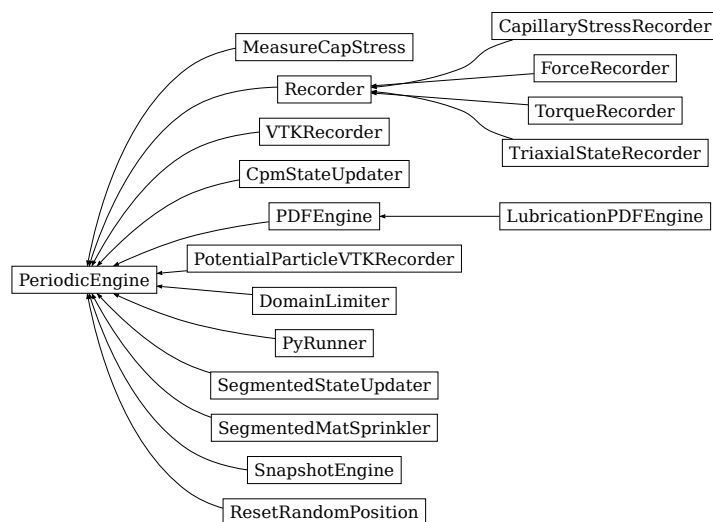 CapillaryStressRecorder
MeasureCapStress
ForceRecorder
Recorder
TorqueRecorder
VTKRecorder
TriaxialStateRecorder
CpmStateUpdater
PDFEngine
LubricationPDFEngine
PotentialParticleVTKRecorder
PeriodicEngine
DomainLimiter
PyRunner
SegmentedStateUpdater
SegmentedMatSprinkler
SnapshotEngine
ResetRandomPosition